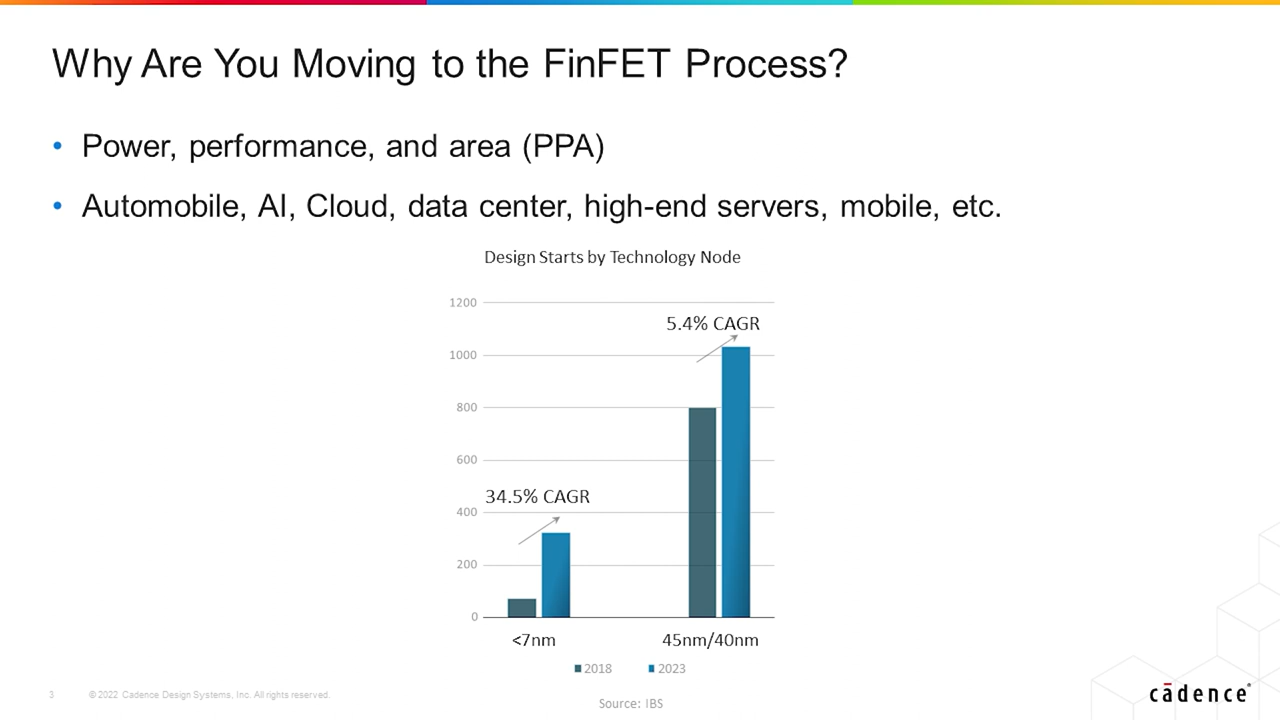 Why Are You Moving to the FinFET Process?
• Power, performance, and area (PPA)
• Automobile, AI, Cloud, data center, high-end servers, mobile, etc.
Design Starts by Technology Node
1200
5.4% CAGR
1000
800
600
34.5% CAGR
400
200
0
<7nm 45nm/40nm
2018 2023
Source: IBS
3 © 2022 Cadence Design Systems, Inc. All rights reserved.
cādence®